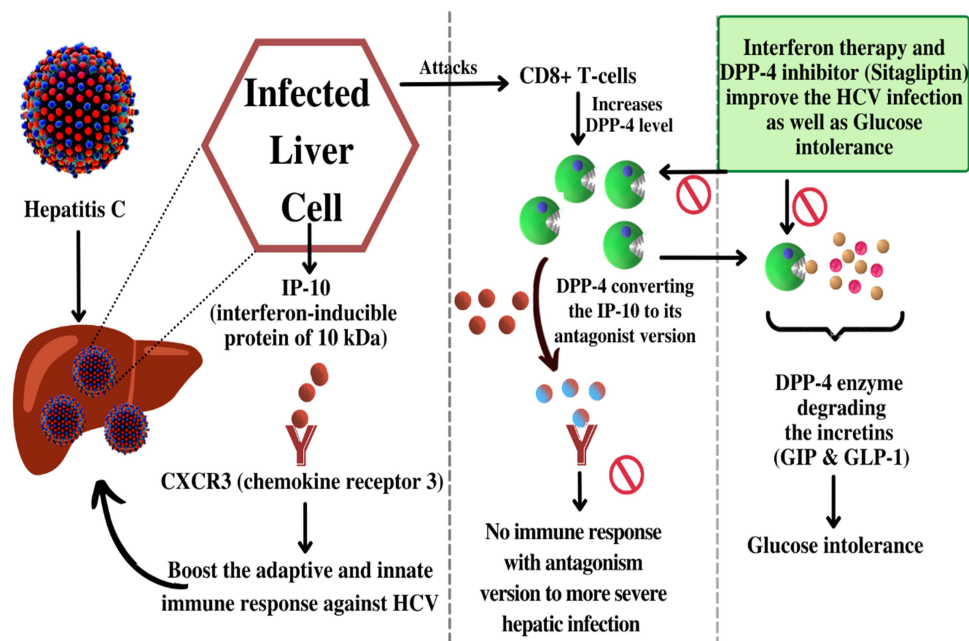 Hepatitis C
Infected
Liver
Cell
IP-10
(interferon-inducible
protein of 10 kDa)
CXCR3 (chemokine receptor 3)
Boost the adaptive and innate
immune response against HCV
Attacks
CD8+ T-cells
Increases
DPP-4 level
DPP-4 converting
the IP-10 to its
antagonist version
No immune response
with antagonism
version to more severe
hepatic infection
Interferon therapy and
DPP-4 inhibitor (Sitagliptin)
improve the HCV infection
as well as Glucose
intolerance
DPP-4 enzyme
degrading
the incretins
(GIP & GLP-1)
Glucose intolerance